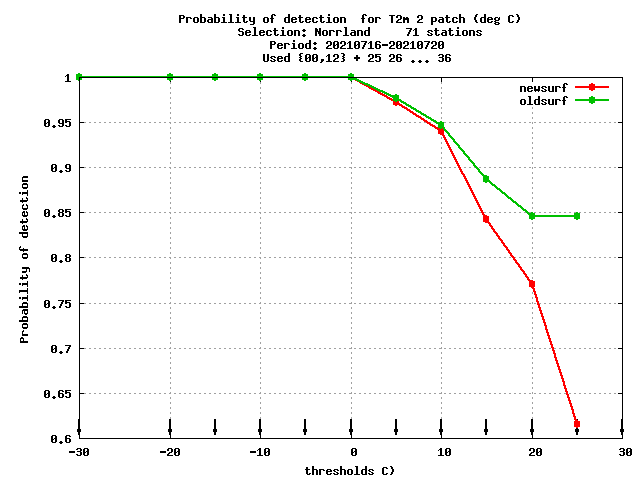 Probability of detection  for T2m 2 patch (deg C)
Selection: Norrland     71 stations
Period: 20210716-20210720
Used {00,12} + 25 26 ... 36
newsurf
oldsurf
Probability of detection
1
0.95
0.9
0.85
0.8
0.75
0.7
0.65
0.6
-30 -20 -10 0 10 20 30
thresholds C)